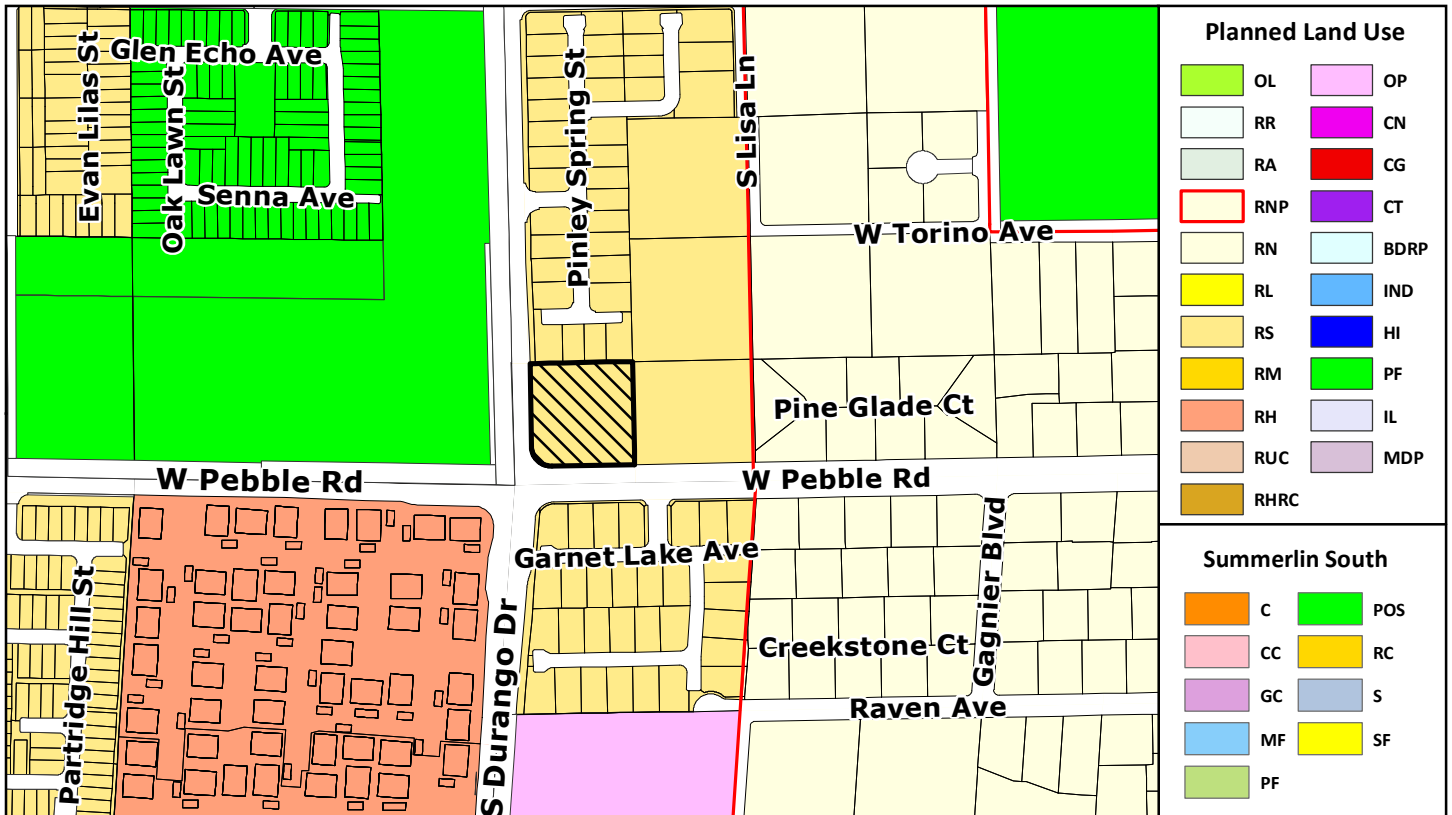 Glen Echo Ave
Evan Lilas St
Oak Lawn St
Senna Ave
Pinley Spring St
S Lisa Ln
W Torino Ave
Pine Glade Ct
W Pebble Rd
W Pebble Rd
Garnet Lake Ave
Gagnier Blvd
Creekstone Ct
Raven Ave
Partridge Hill St
S Durango Dr
Planned Land Use
OL
OP
RR
CN
RA
CG
RNP
CT
RN
BDRP
RL
IND
RS
HI
RM
PF
RH
IL
RUC
MDP
RHRC
Summerlin South
C
POS
CC
RC
GC
S
MF
SF
PF